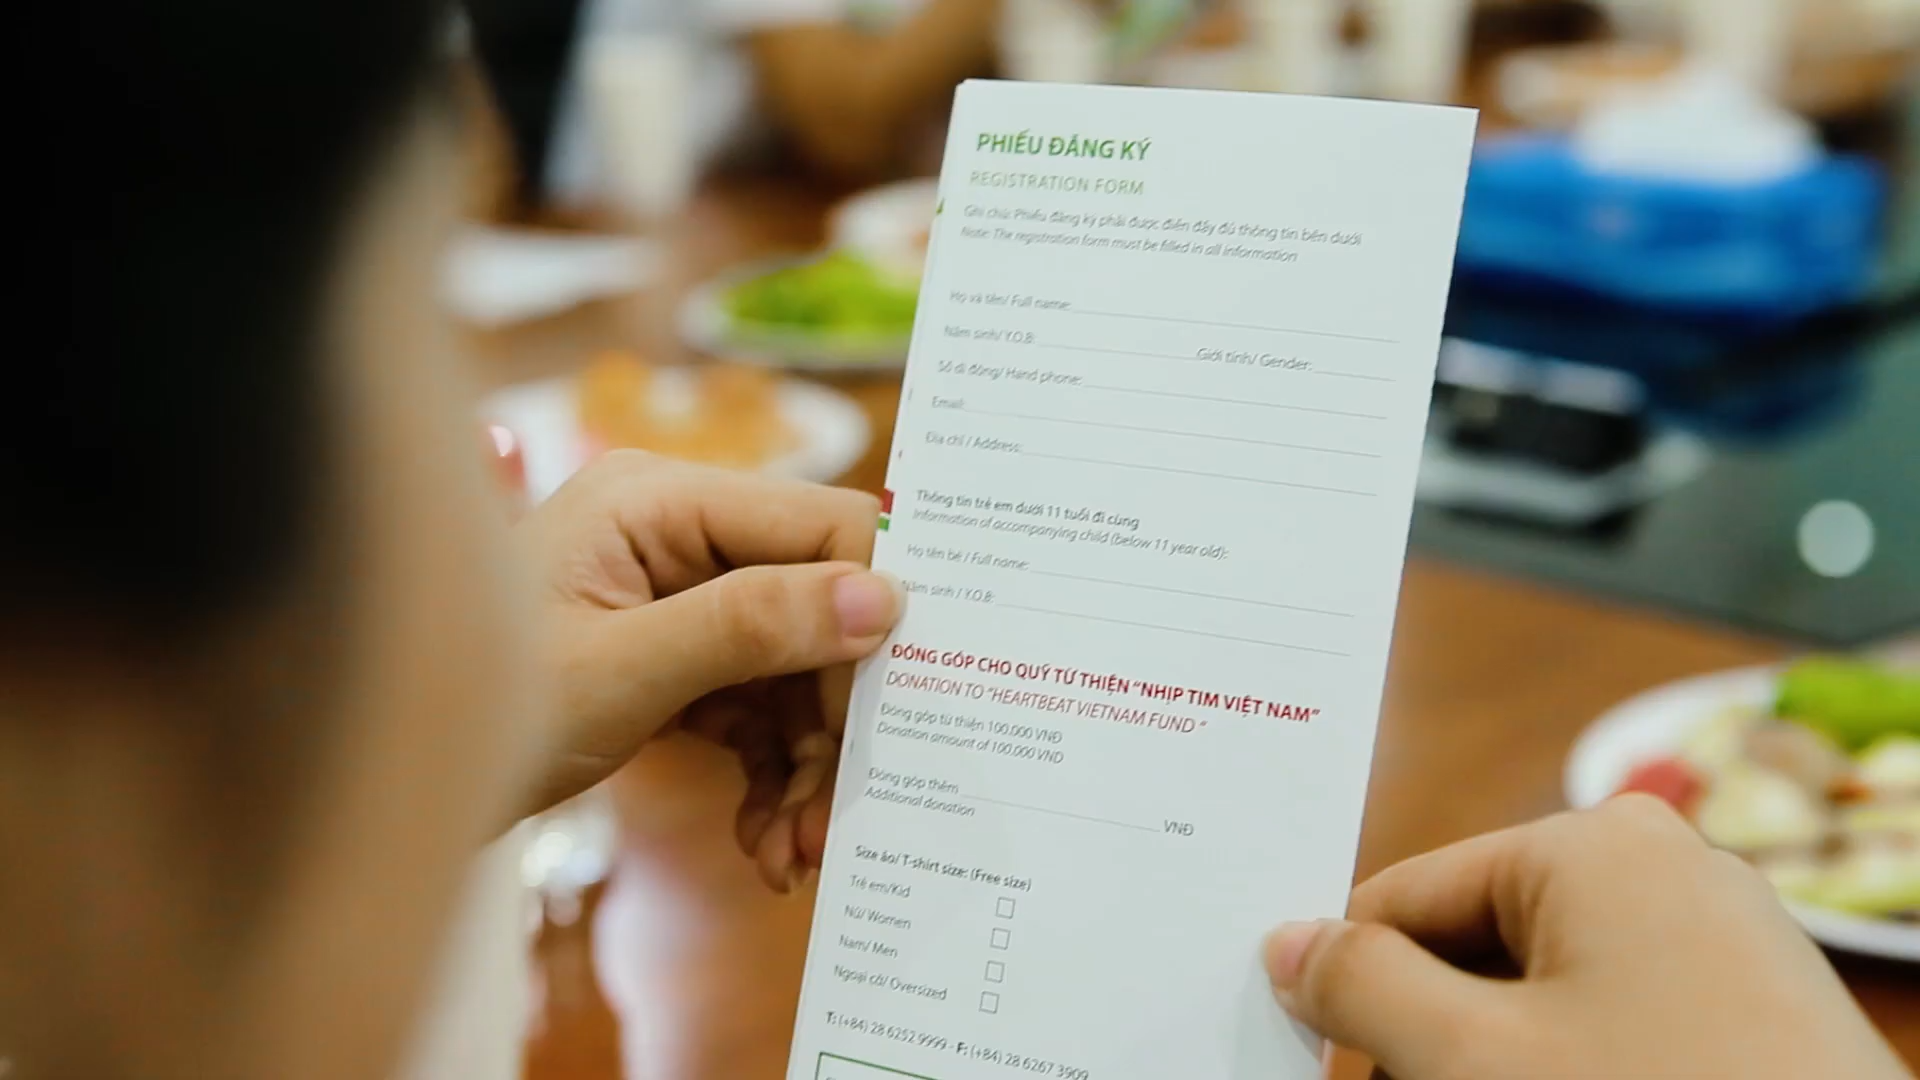 PHIẾU ĐĂNG KÝ
REGISTRATION FORM
Ghi chú: Phiếu đăng ký phải được điền đầy đủ thông tin bên dưới
Note: The registration form must be filled in all information
Họ và tên/ Full name:
Năm sinh/ Y.O.B: Giới tính/ Gender:
Số di động/ Hand phone:
Email:
Địa chỉ / Address:
Thông tin trẻ em dưới 11 tuổi đi cùng
Information of accompanying child (below 11 year old):
Họ tên bé / Full name:
Năm sinh / Y.O.B:
ĐÓNG GÓP CHO QUỸ TỪ THIỆN “NHỊP TIM VIỆT NAM”
DONATION TO “HEARTBEAT VIETNAM FUND “
Đóng góp từ thiện 100.000 VNĐ
Donation amount of 100.000 VND
Đóng góp thêm VNĐ
Additional donation
Size áo/ T-shirt size: (Free size)
Trẻ em/Kid
Nữ/ Women
Nam/ Men
Ngoại cỡ/ Oversized
T: (+84) 28 6252 9999 - F: (+84) 28 6267 3909